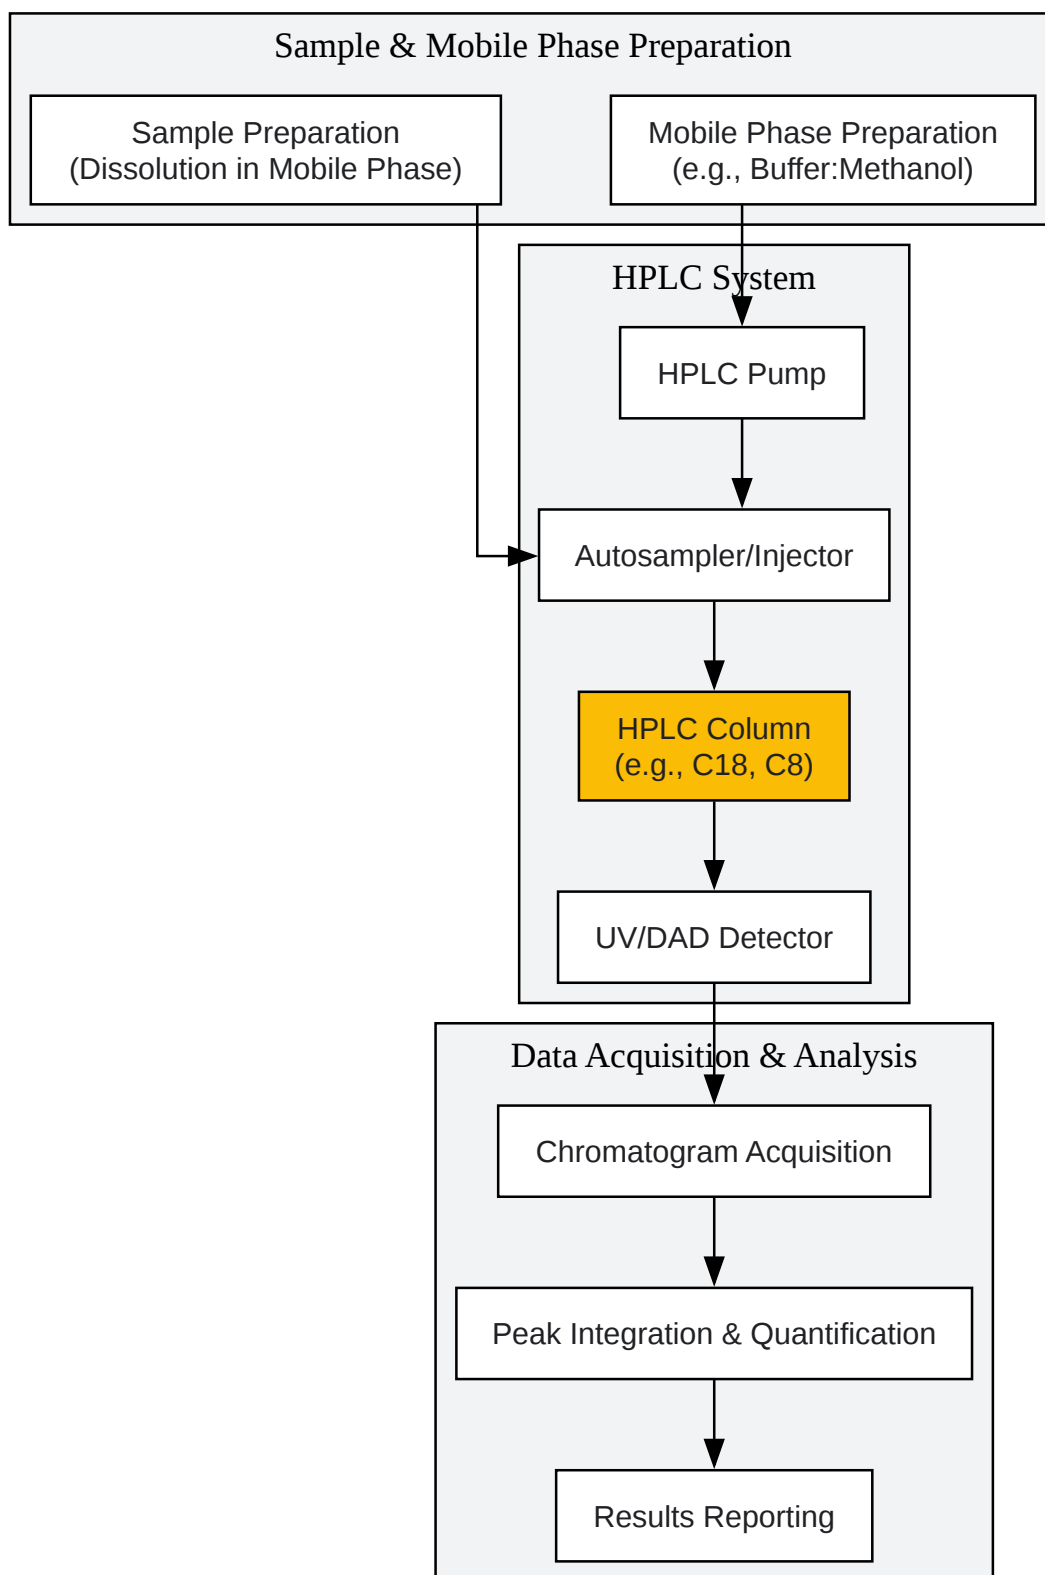 Sample & Mobile Phase Preparation
Sample Preparation
(Dissolution in Mobile Phase)
Mobile Phase Preparation
(e.g., Buffer:Methanol)
HPLC System
HPLC Pump
Autosampler/Injector
HPLC Column
(e.g., C18, C8)
UV/DAD Detector
Data Acquisition & Analysis
Chromatogram Acquisition
Peak Integration & Quantification
Results Reporting